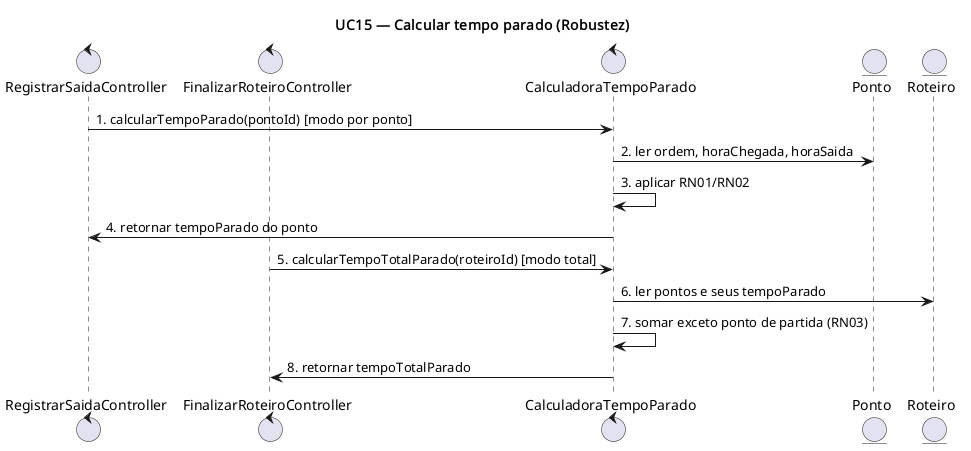 UC15 — Calcular tempo parado (Robustez)
RegistrarSaidaController FinalizarRoteiroController CalculadoraTempoParado Ponto Roteiro
1. calcularTempoParado(pontoId) [modo por ponto]
2. ler ordem, horaChegada, horaSaida
3. aplicar RN01/RN02
4. retornar tempoParado do ponto
5. calcularTempoTotalParado(roteiroId) [modo total]
6. ler pontos e seus tempoParado
7. somar exceto ponto de partida (RN03)
8. retornar tempoTotalParado
RegistrarSaidaController FinalizarRoteiroController CalculadoraTempoParado Ponto Roteiro